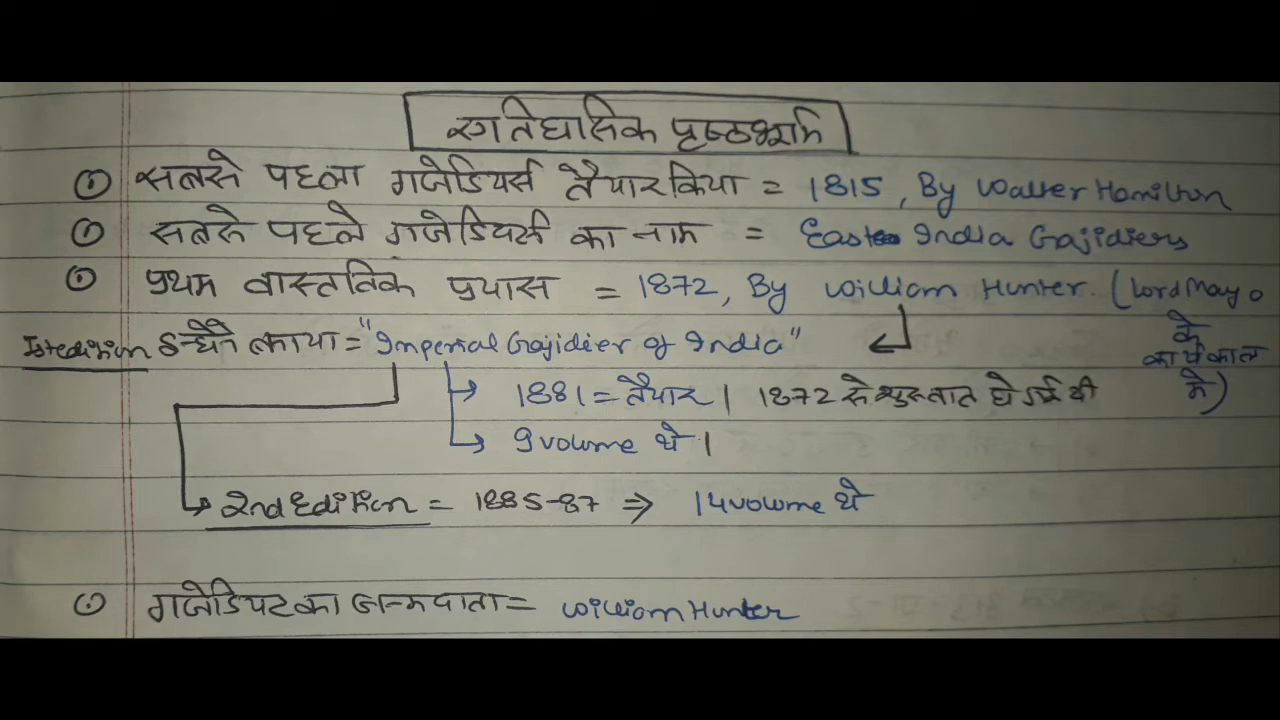 ऐतिहासिक पृष्ठभूमि
सबसे पहला गजेडियर्स तैयार किया = 1815, By Walter Hamilton
सबसे पहले गजेडियर्स का नाम = East India Gajidiers
प्रथम वास्तविक प्रयास = 1872, By William Hunter. (Lord Mayo के कार्यकाल में)
1st edition इन्होंने बनाया = "Imperial Gajidier of India"
1881 = तैयार | 1872 से शुरुवात हो गई थी
9 volume थे |
2nd Edition = 1885-87 ⇒ 14 volume थे
गजेडियट का जन्मदाता = William Hunter